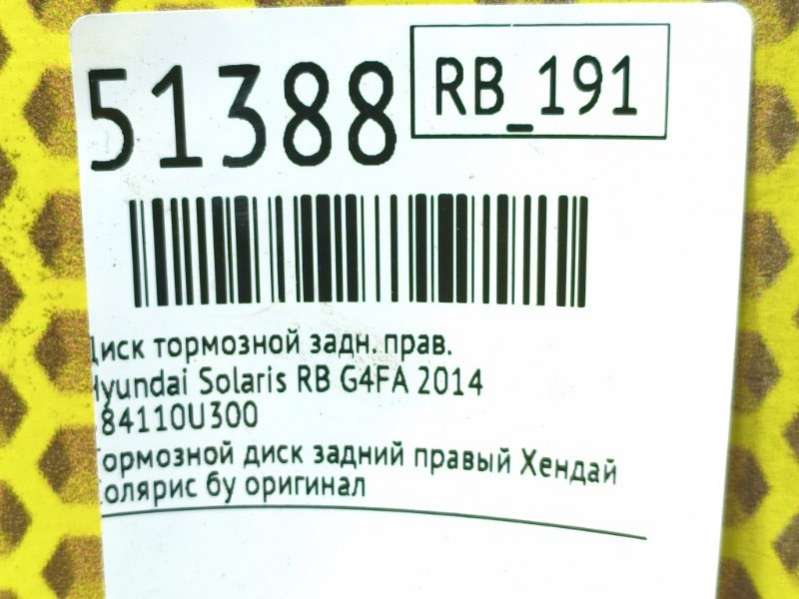 51388
RB_191
Диск тормозной задн. прав.
Hyundai Solaris RB G4FA 2014
584110U300
Тормозной диск задний правый Хендай
Солярис бу оригинал